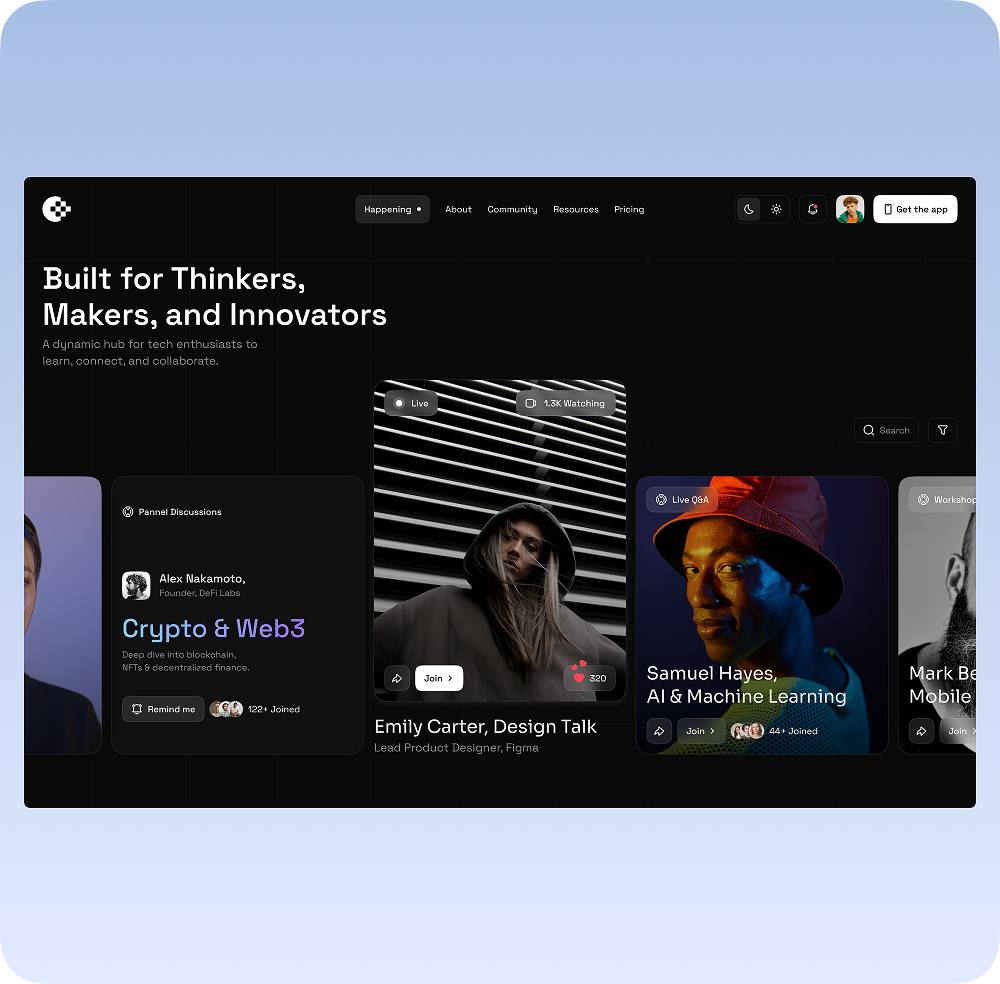 Happening
About
Community
Resources
Pricing
Get the app
Built for Thinkers,
Makers, and Innovators
A dynamic hub for tech enthusiasts to
learn, connect, and collaborate.
Search
Pannel Discussions
Alex Nakamoto,
Founder, DeFi Labs
Crypto & Web3
Deep dive into blockchain,
NFTs & decentralized finance.
Remind me
122+ Joined
Live
1.3K Watching
Join
320
Emily Carter, Design Talk
Lead Product Designer, Figma
Live Q&A
Samuel Hayes,
AI & Machine Learning
Join
44+ Joined
Workshop
Mark Be
Mobile
Join